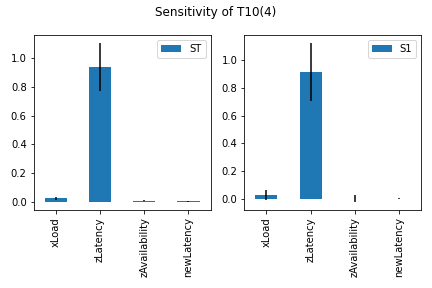 Sensitivity of T10(4)
ST
1.0
0.8
0.6
0.4
0.2
0.0
xLoad
zLatency
zAvailability
newLatency
S1
1.0
0.8
0.6
0.4
0.2
0.0
xLoad
zLatency
zAvailability
newLatency